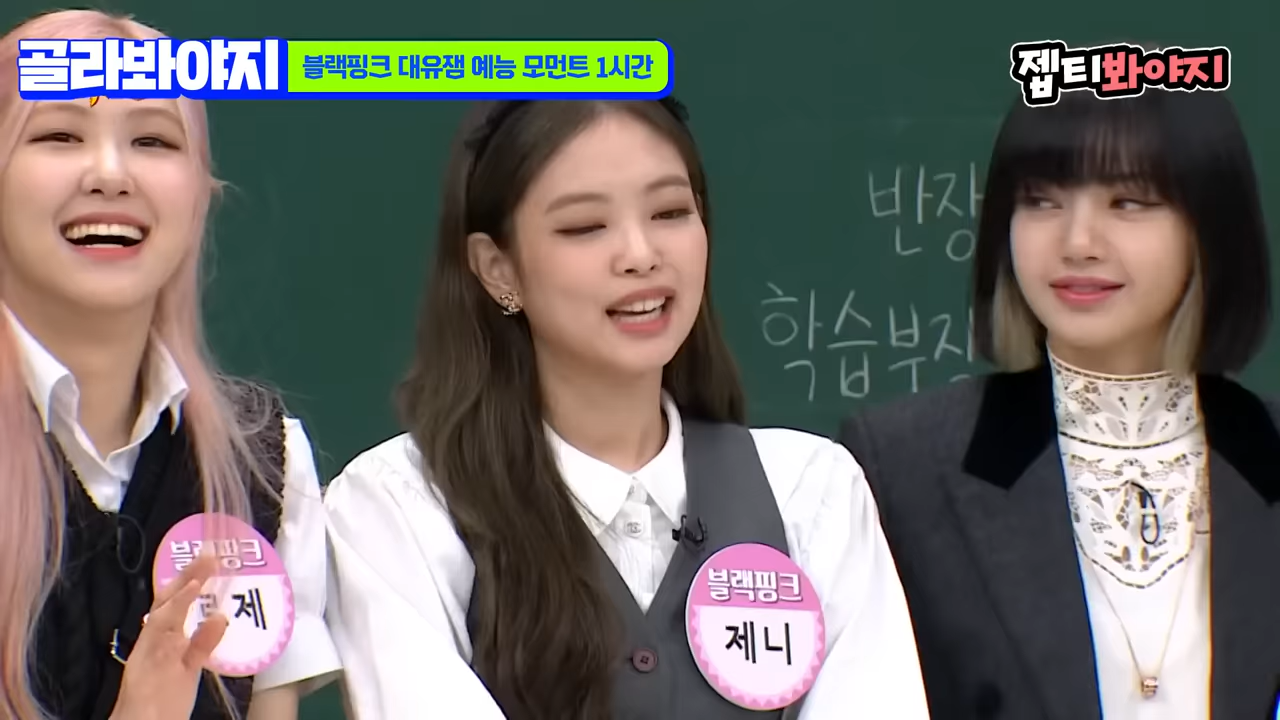 골라봐야지
블랙핑크 대유잼 예능 모먼트 1시간
젭티봐야지
반장
학습부장
블랙핑크
제
블랙핑크
제니